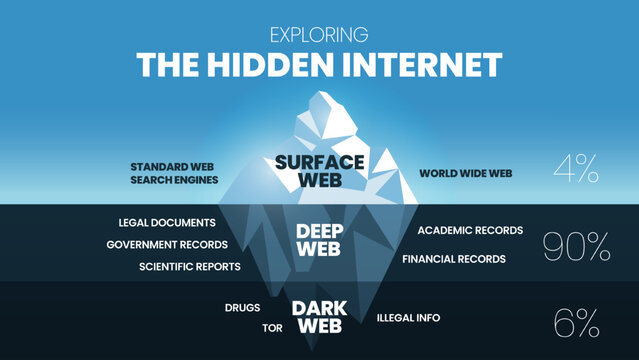 EXPLORING
THE HIDDEN INTERNET
STANDARD WEB
SEARCH ENGINES
SURFACE
WEB
WORLD WIDE WEB
4%
LEGAL DOCUMENTS
GOVERNMENT RECORDS
SCIENTIFIC REPORTS
DEEP
WEB
ACADEMIC RECORDS
FINANCIAL RECORDS
90%
DRUGS
TOR
DARK
WEB
ILLEGAL INFO
6%